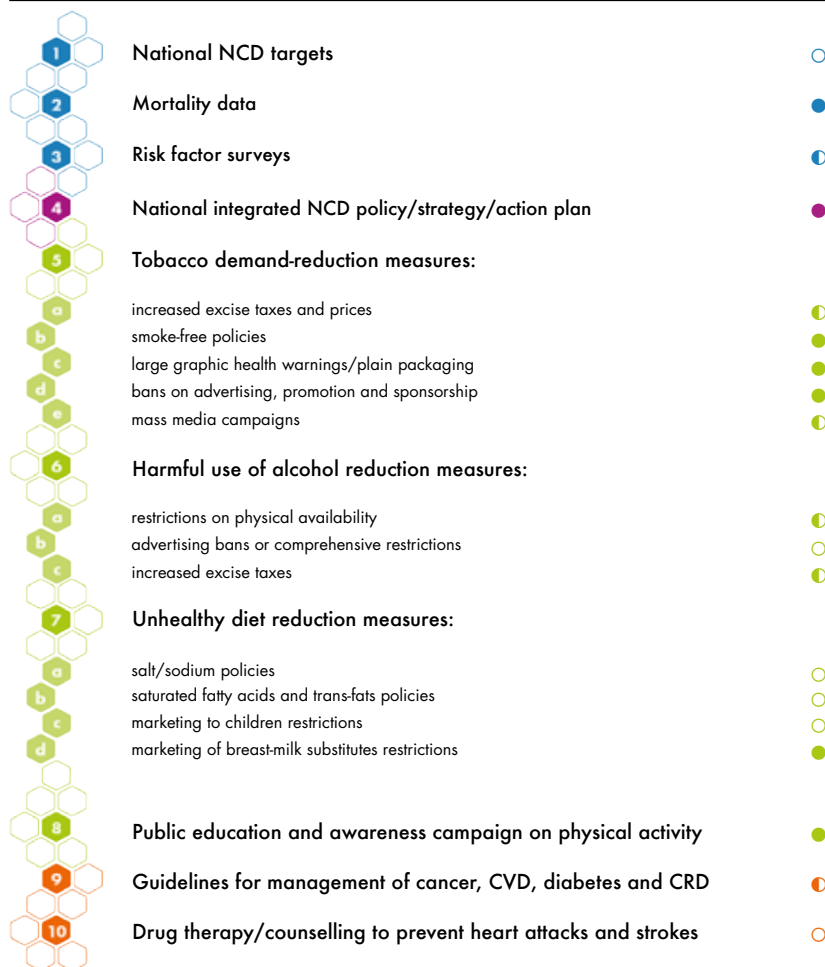 1 National NCD targets ○
2 Mortality data ●
3 Risk factor surveys ◐
4 National integrated NCD policy/strategy/action plan ●
5 Tobacco demand-reduction measures:
a increased excise taxes and prices ◐
b smoke-free policies ●
c large graphic health warnings/plain packaging ●
d bans on advertising, promotion and sponsorship ●
e mass media campaigns ◐
6 Harmful use of alcohol reduction measures:
a restrictions on physical availability ◐
b advertising bans or comprehensive restrictions ○
c increased excise taxes ◐
7 Unhealthy diet reduction measures:
a salt/sodium policies ○
b saturated fatty acids and trans-fats policies ○
c marketing to children restrictions ○
d marketing of breast-milk substitutes restrictions ●
8 Public education and awareness campaign on physical activity ●
9 Guidelines for management of cancer, CVD, diabetes and CRD ◐
10 Drug therapy/counselling to prevent heart attacks and strokes ○